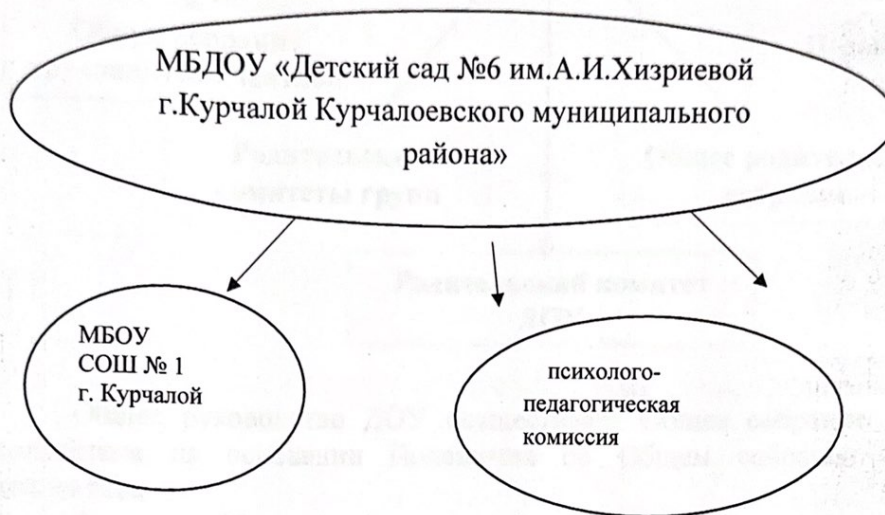 МБДОУ «Детский сад №6 им.А.И.Хизриевой
г.Курчалой Курчалоевского муниципального
района»
МБОУ
СОШ № 1
г. Курчалой
психолого-
педагогическая
комиссия